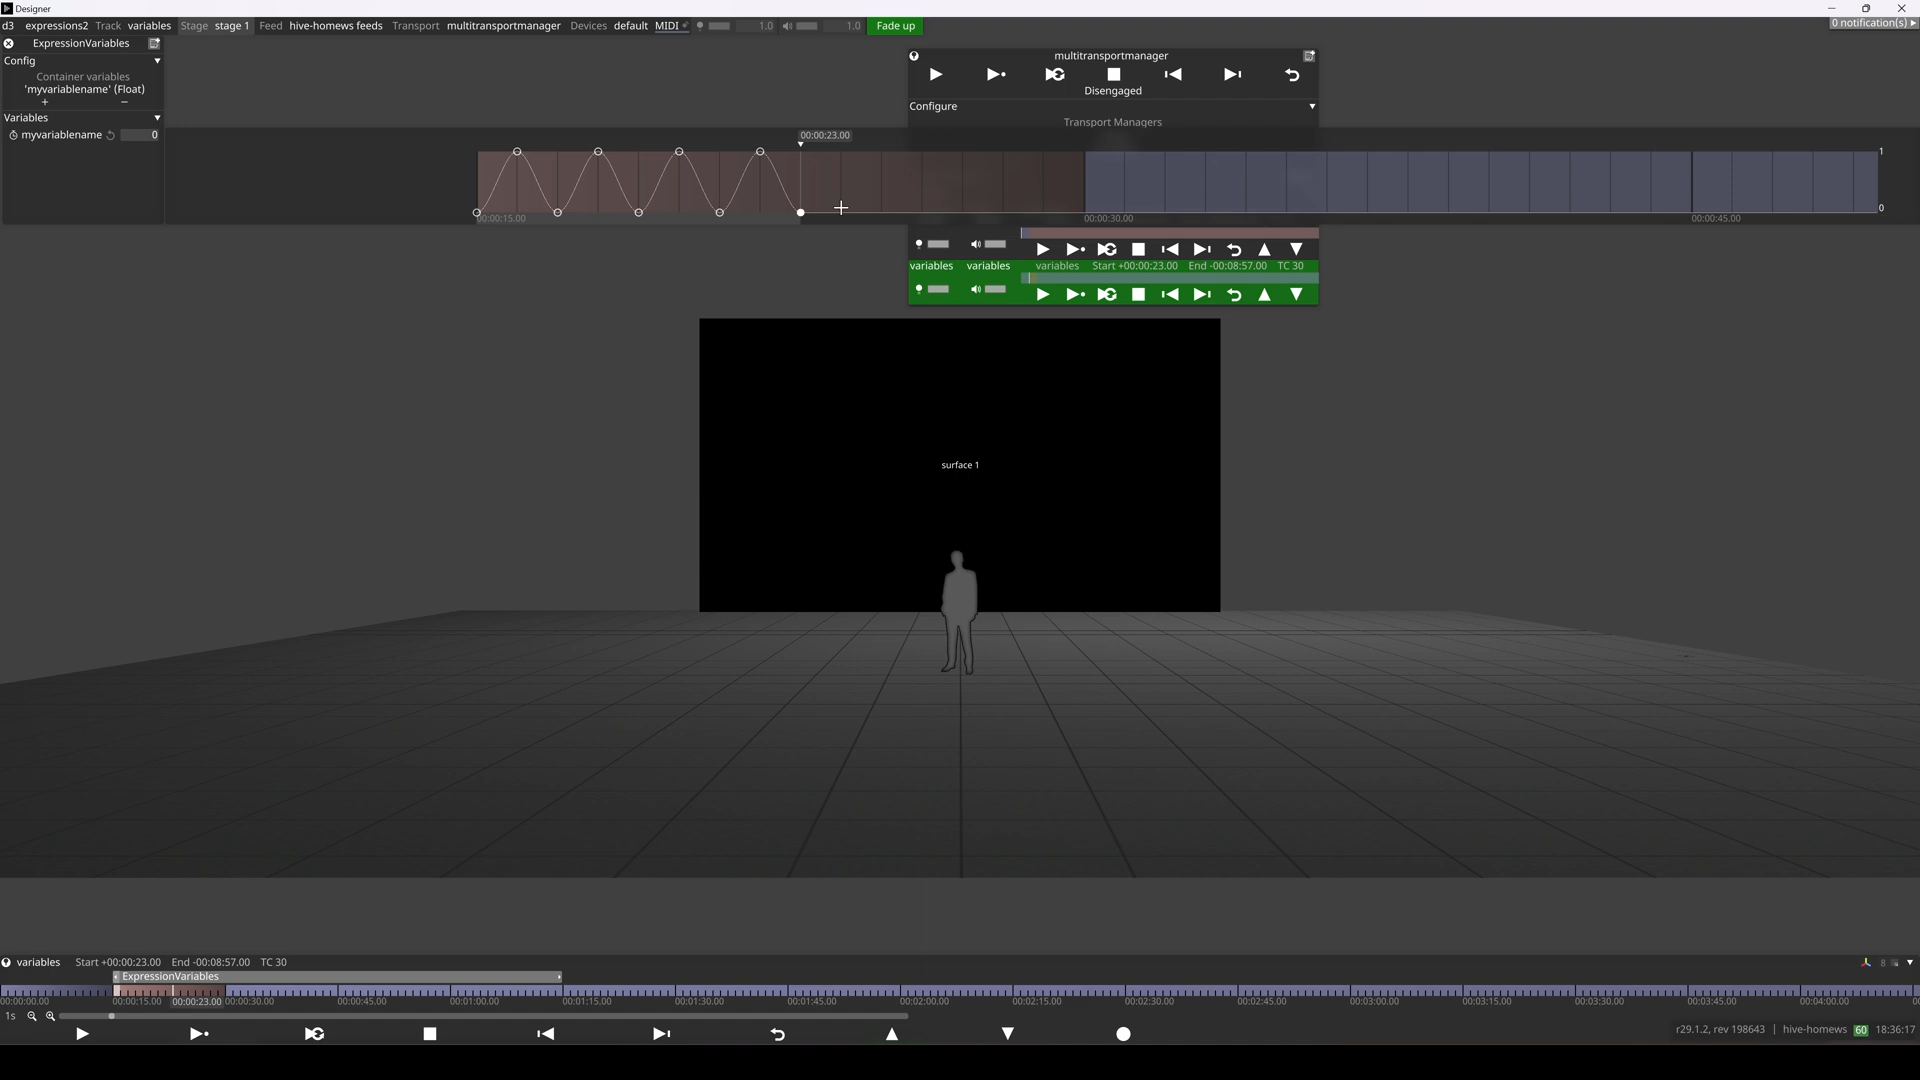 Designer
d3 expressions2 Track variables Stage stage 1 Feed hive-homews feeds Transport multitransportmanager Devices default MIDI 1.0 1.0 Fade up
0 notification(s)
ExpressionVariables
Config
Container variables
'myvariablename' (Float)
+ −
Variables
myvariablename 0
multitransportmanager
Disengaged
Configure
Transport Managers
00:00:23.00
1
0
00:00:15.00 00:00:30.00 00:00:45.00
variables variables variables Start +00:00:23.00 End -00:08:57.00 TC 30
surface 1
variables Start +00:00:23.00 End -00:08:57.00 TC 30
8
ExpressionVariables
00:00:00.00 00:00:15.00 00:00:23.00 00:00:30.00 00:00:45.00 00:01:00.00 00:01:15.00 00:01:30.00 00:01:45.00 00:02:00.00 00:02:15.00 00:02:30.00 00:02:45.00 00:03:00.00 00:03:15.00 00:03:30.00 00:03:45.00 00:04:00.00
1s
r29.1.2, rev 198643 | hive-homews 60 18:36:17